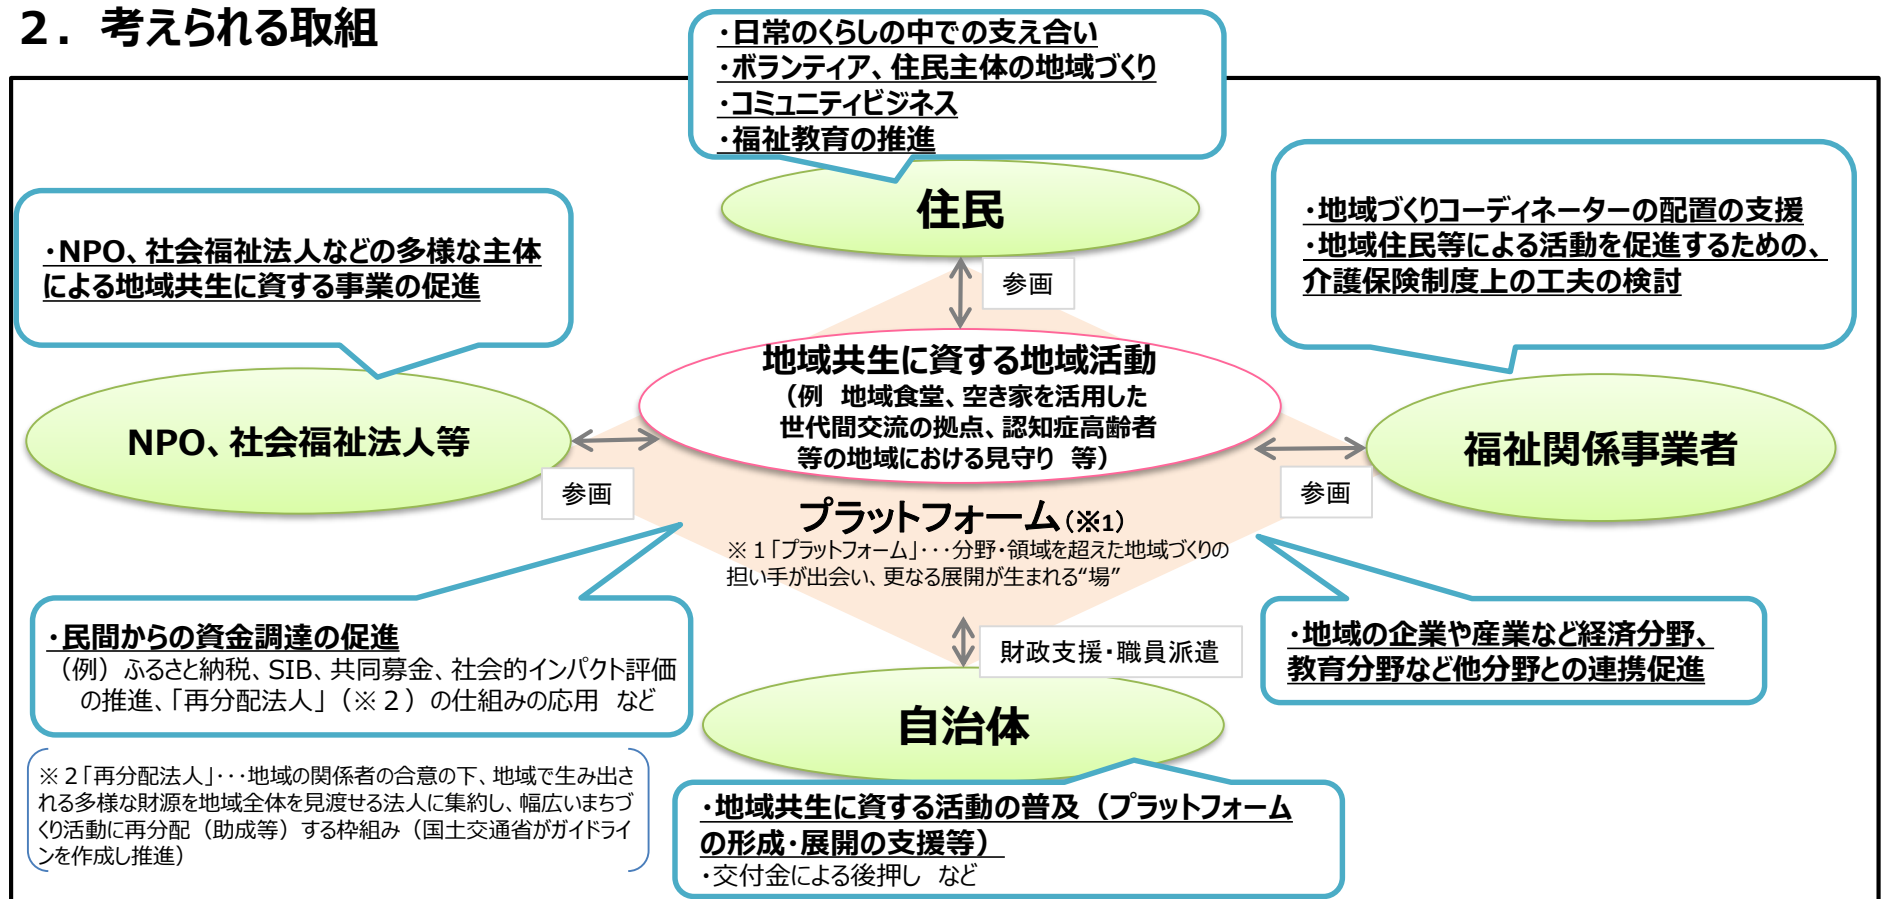 ２．考えられる取組
・日常のくらしの中での支え合い
・ボランティア、住民主体の地域づくり
・コミュニティビジネス
・福祉教育の推進
住民
・NPO、社会福祉法人などの多様な主体
による地域共生に資する事業の促進
・地域づくりコーディネーターの配置の支援
・地域住民等による活動を促進するための、
介護保険制度上の工夫の検討
参画
地域共生に資する地域活動
（例　地域食堂、空き家を活用した
世代間交流の拠点、認知症高齢者
等の地域における見守り　等）
NPO、社会福祉法人等
福祉関係事業者
参画
参画
プラットフォーム（※1）
※１「プラットフォーム」・・・分野・領域を超えた地域づくりの
担い手が出会い、更なる展開が生まれる“場”
・民間からの資金調達の促進
（例）ふるさと納税、SIB、共同募金、社会的インパクト評価
の推進、「再分配法人」（※２）の仕組みの応用　など
財政支援・職員派遣
・地域の企業や産業など経済分野、
教育分野など他分野との連携促進
自治体
※２「再分配法人」・・・地域の関係者の合意の下、地域で生み出さ
れる多様な財源を地域全体を見渡せる法人に集約し、幅広いまちづ
くり活動に再分配（助成等）する枠組み（国土交通省がガイドライ
ンを作成し推進）
・地域共生に資する活動の普及（プラットフォーム
の形成・展開の支援等）
・交付金による後押し　など